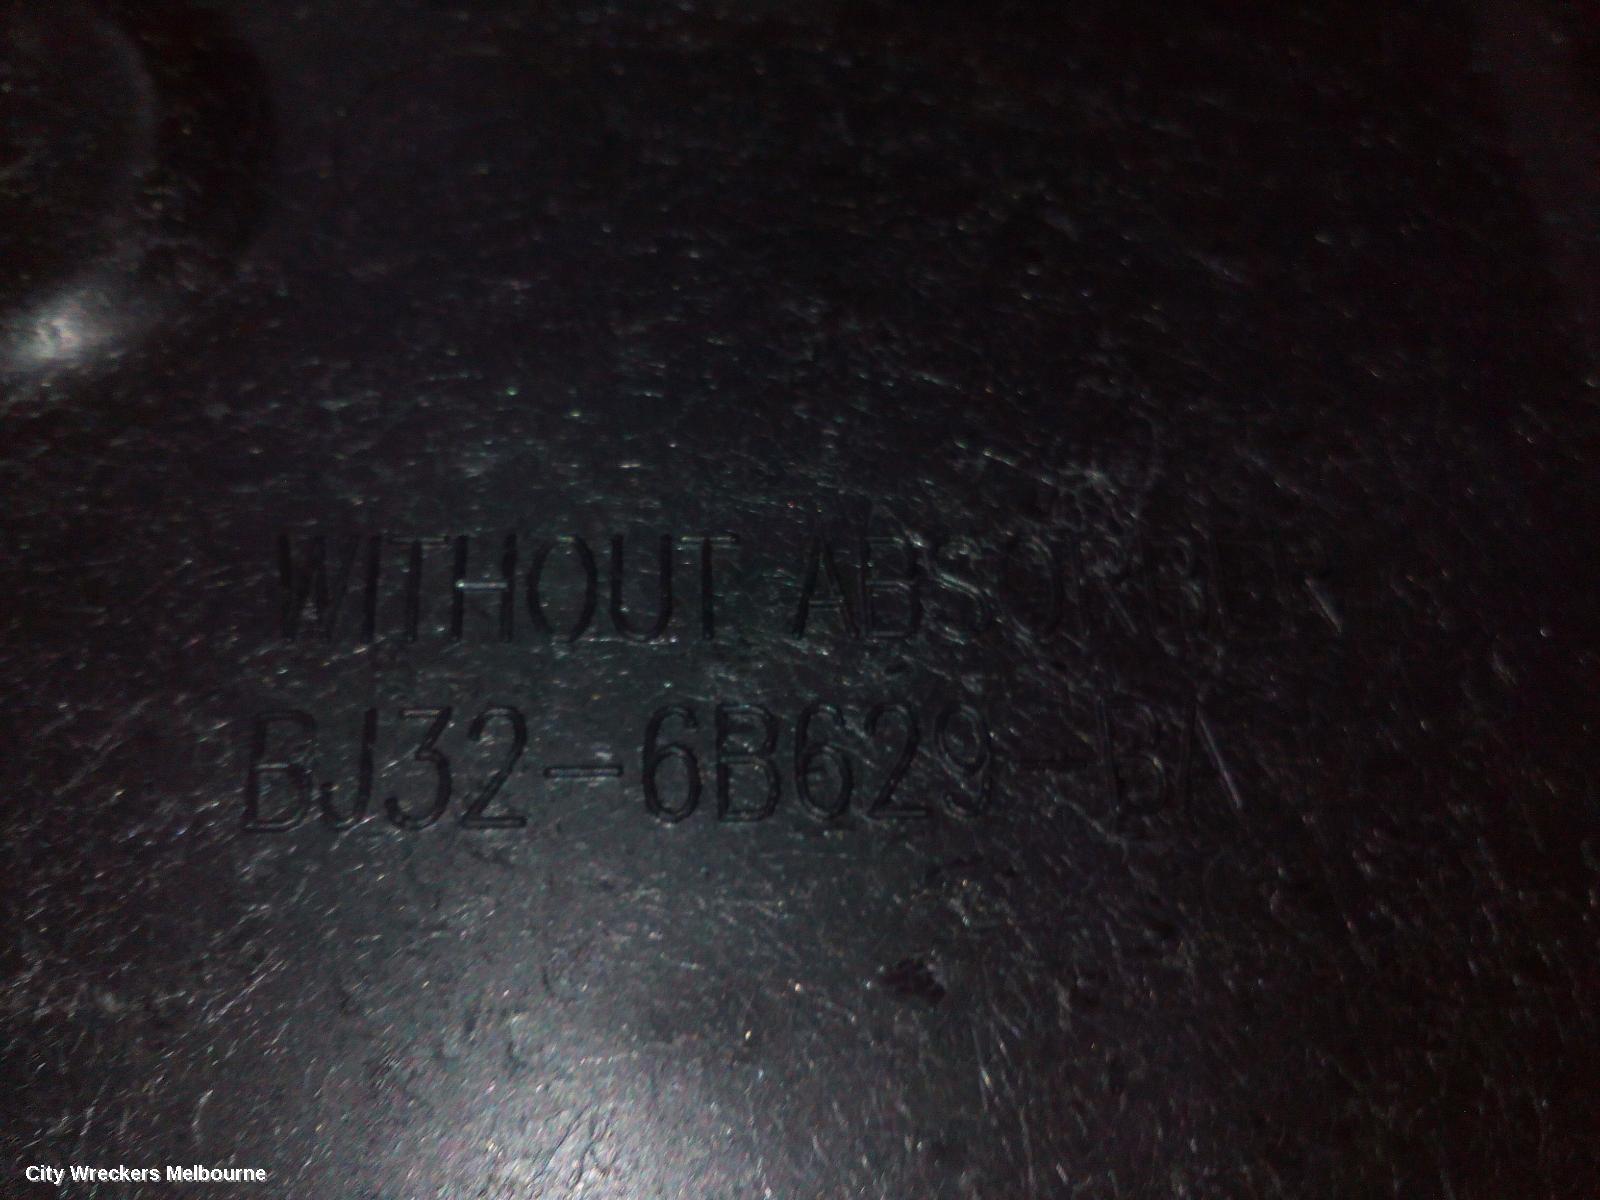 WITHOUT ABSORBER
BJ32-6B629-BA
City Wreckers Melbourne